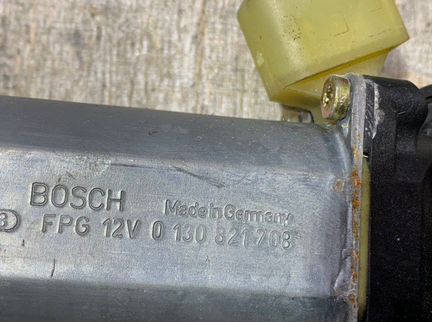 BOSCH Made in Germany
FPG 12V 0 130 821 708